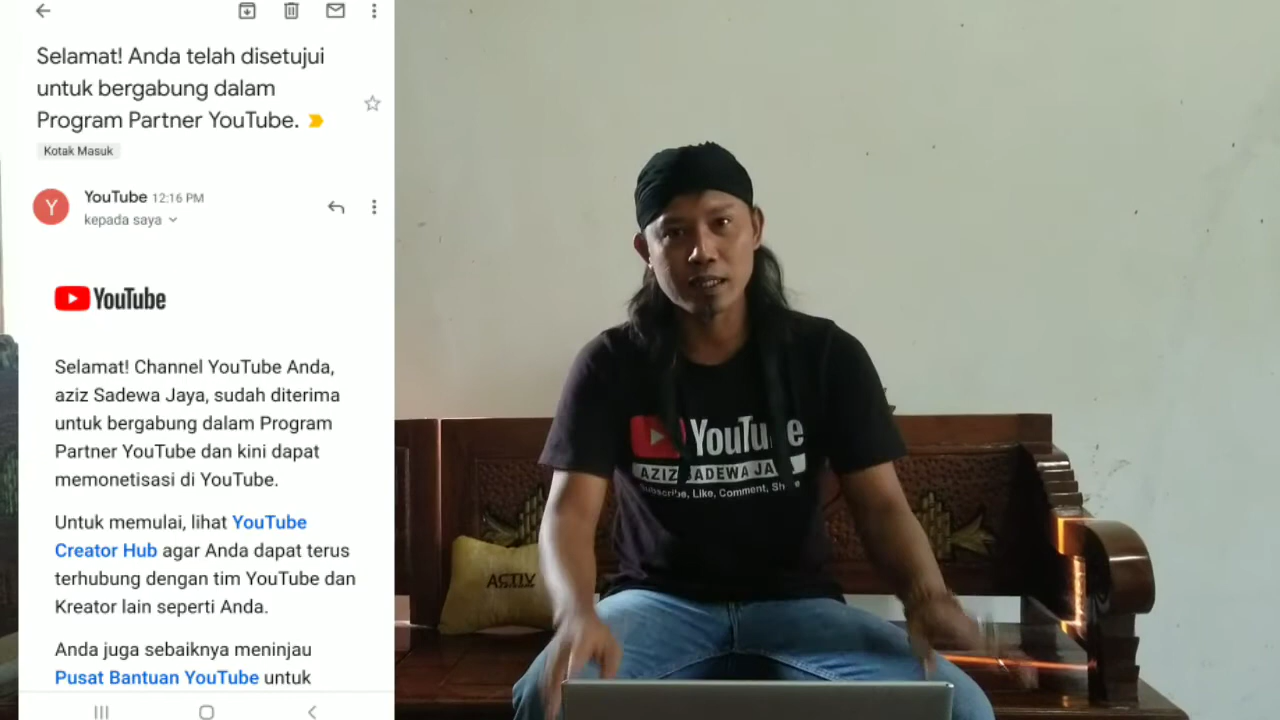 Selamat! Anda telah disetujui
untuk bergabung dalam
Program Partner YouTube.
Kotak Masuk
Y
YouTube 12:16 PM
kepada saya
YouTube
Selamat! Channel YouTube Anda,
aziz Sadewa Jaya, sudah diterima
untuk bergabung dalam Program
Partner YouTube dan kini dapat
memonetisasi di YouTube.
Untuk memulai, lihat YouTube
Creator Hub agar Anda dapat terus
terhubung dengan tim YouTube dan
Kreator lain seperti Anda.
Anda juga sebaiknya meninjau
Pusat Bantuan YouTube untuk
YouTube
AZIZ SADEWA JA
Subscribe, Like, Comment, Sh
ACTIV